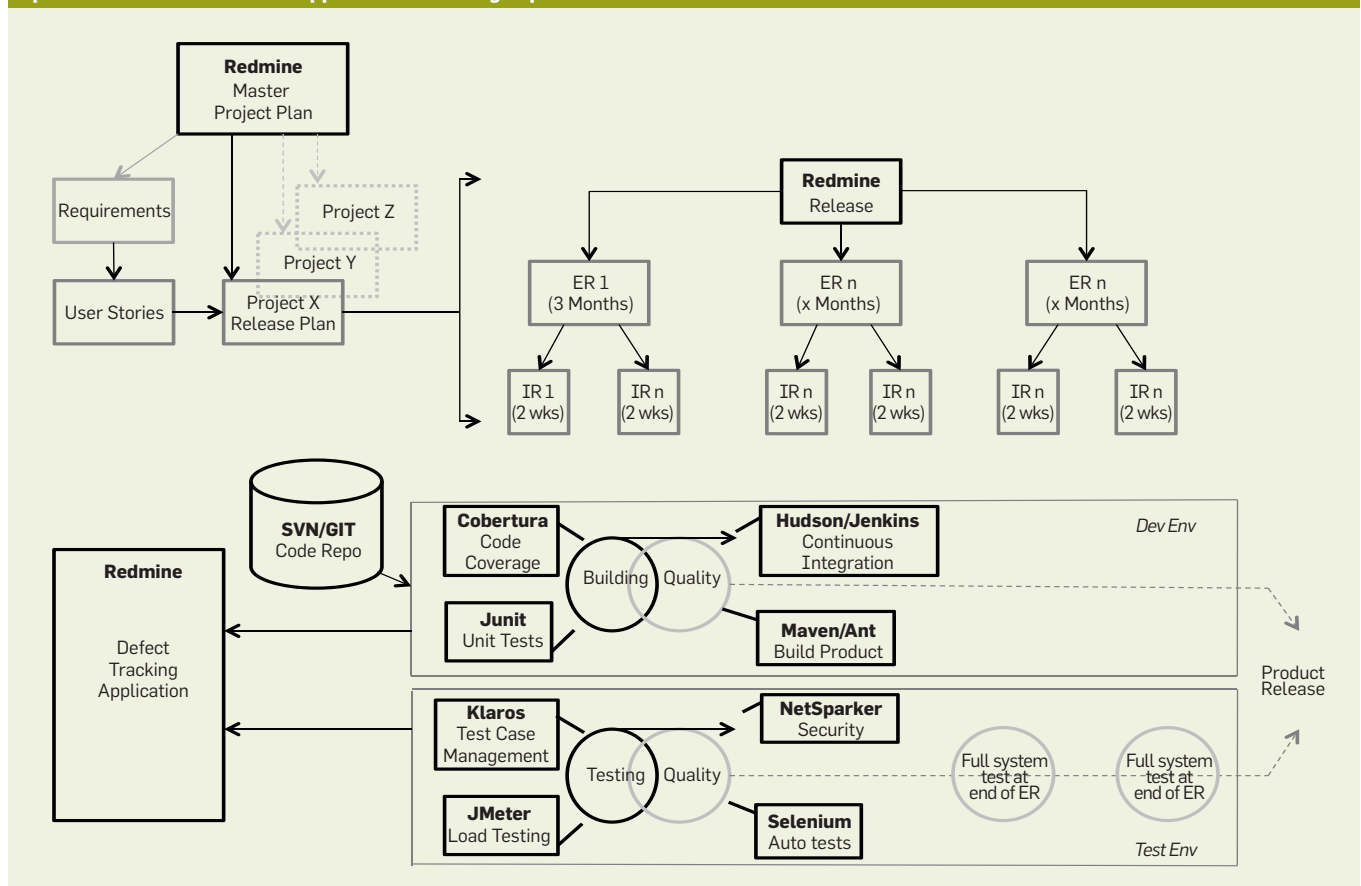 Redmine
Master
Project Plan
Requirements
Project Z
Project Y
User Stories
Project X
Release Plan
Redmine
Release
ER 1
(3 Months)
ER n
(x Months)
ER n
(x Months)
IR 1
(2 wks)
IR n
(2 wks)
IR n
(2 wks)
IR n
(2 wks)
IR n
(2 wks)
IR n
(2 wks)
SVN/GIT
Code Repo
Redmine
Defect
Tracking
Application
Dev Env
Cobertura
Code
Coverage
Hudson/Jenkins
Continuous
Integration
Building
Quality
Junit
Unit Tests
Maven/Ant
Build Product
Product
Release
Klaros
Test Case
Management
NetSparker
Security
Testing
Quality
Full system
test at
end of ER
Full system
test at
end of ER
JMeter
Load Testing
Selenium
Auto tests
Test Env